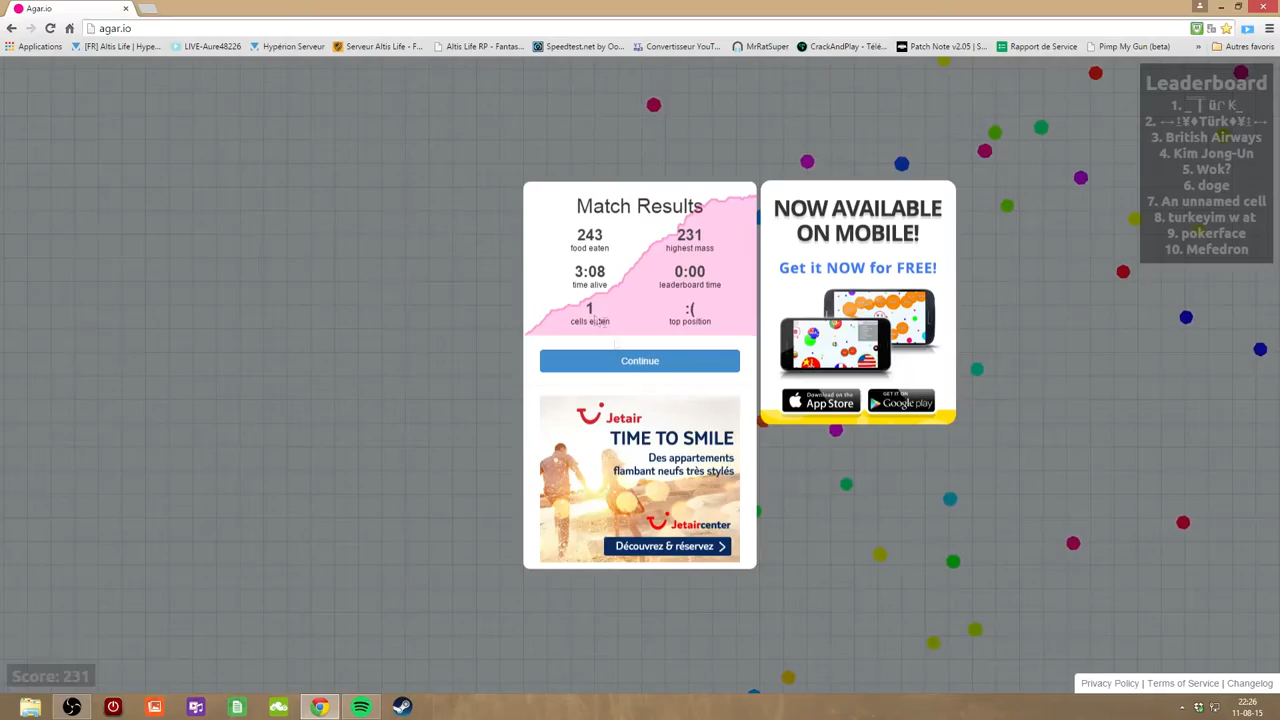 Agar.io
agar.io
Applications
[FR] Altis Life | Hype...
LIVE-Aure48226
Hypérion Serveur
Serveur Altis Life - F...
Altis Life RP - Fantas...
Speedtest.net by Oo...
Convertisseur YouT...
MrRatSuper
CrackAndPlay - Télé...
Patch Note v2.05 | S...
Rapport de Service
Pimp My Gun (beta)
»
Autres favoris
Leaderboard
3. British Airways
4. Kim Jong-Un
5. Wok?
6. doge
7. An unnamed cell
8. turkeyim w at
9. pokerface
10. Mefedron
Match Results
243 231
food eaten highest mass
3:08 0:00
time alive leaderboard time
1 :(
cells eaten top position
Continue
NOW AVAILABLE
ON MOBILE!
Get it NOW for FREE!
Download on the
App Store
GET IT ON
Google play
Jetair
TIME TO SMILE
Des appartements
flambant neufs très stylés
Jetaircenter
Découvrez & réservez
Score: 231
Privacy Policy | Terms of Service | Changelog
22:26
11-08-15